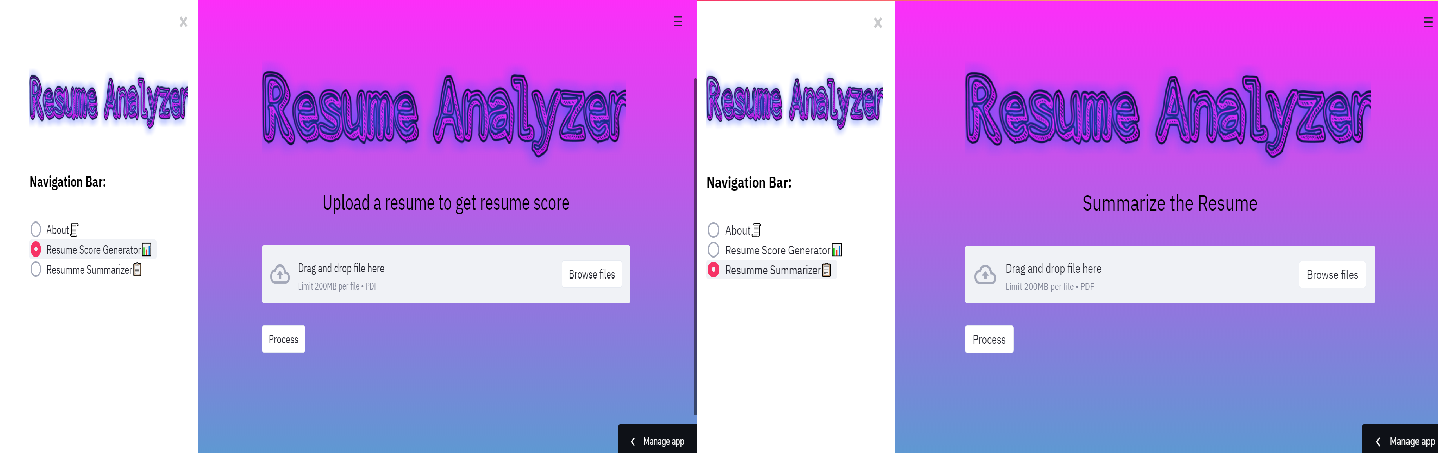 X
Resume Analyzer
Navigation Bar:
About
Resume Score Generator
Resumme Summarizer
Resume Analyzer
Upload a resume to get resume score
Drag and drop file here
Limit 200MB per file • PDF
Browse files
Process
Manage app
X
Resume Analyzer
Navigation Bar:
About
Resume Score Generator
Resumme Summarizer
Resume Analyzer
Summarize the Resume
Drag and drop file here
Limit 200MB per file • PDF
Browse files
Process
Manage app